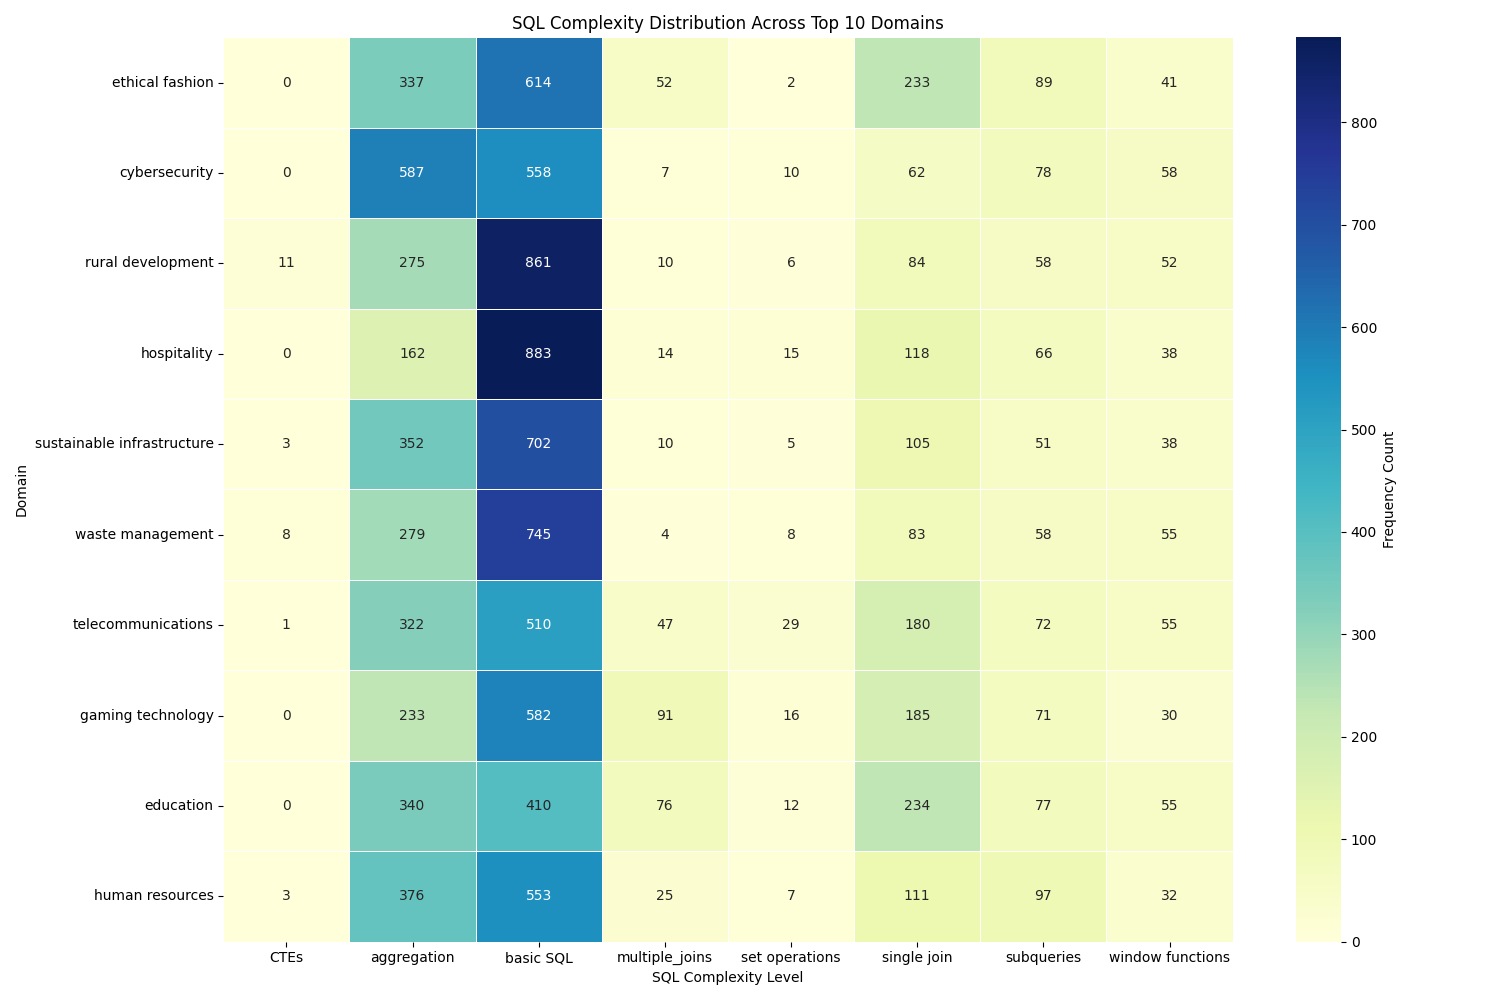 SQL Complexity Distribution Across Top 10 Domains
ethical fashion 0 337 614 52 2 233 89 41
cybersecurity 0 587 558 7 10 62 78 58
rural development 11 275 861 10 6 84 58 52
hospitality 0 162 883 14 15 118 66 38
sustainable infrastructure 3 352 702 10 5 105 51 38
waste management 8 279 745 4 8 83 58 55
telecommunications 1 322 510 47 29 180 72 55
gaming technology 0 233 582 91 16 185 71 30
education 0 340 410 76 12 234 77 55
human resources 3 376 553 25 7 111 97 32
CTEs aggregation basic SQL multiple_joins set operations single join subqueries window functions
SQL Complexity Level
Domain
800
700
600
500
400
300
200
100
0
Frequency Count